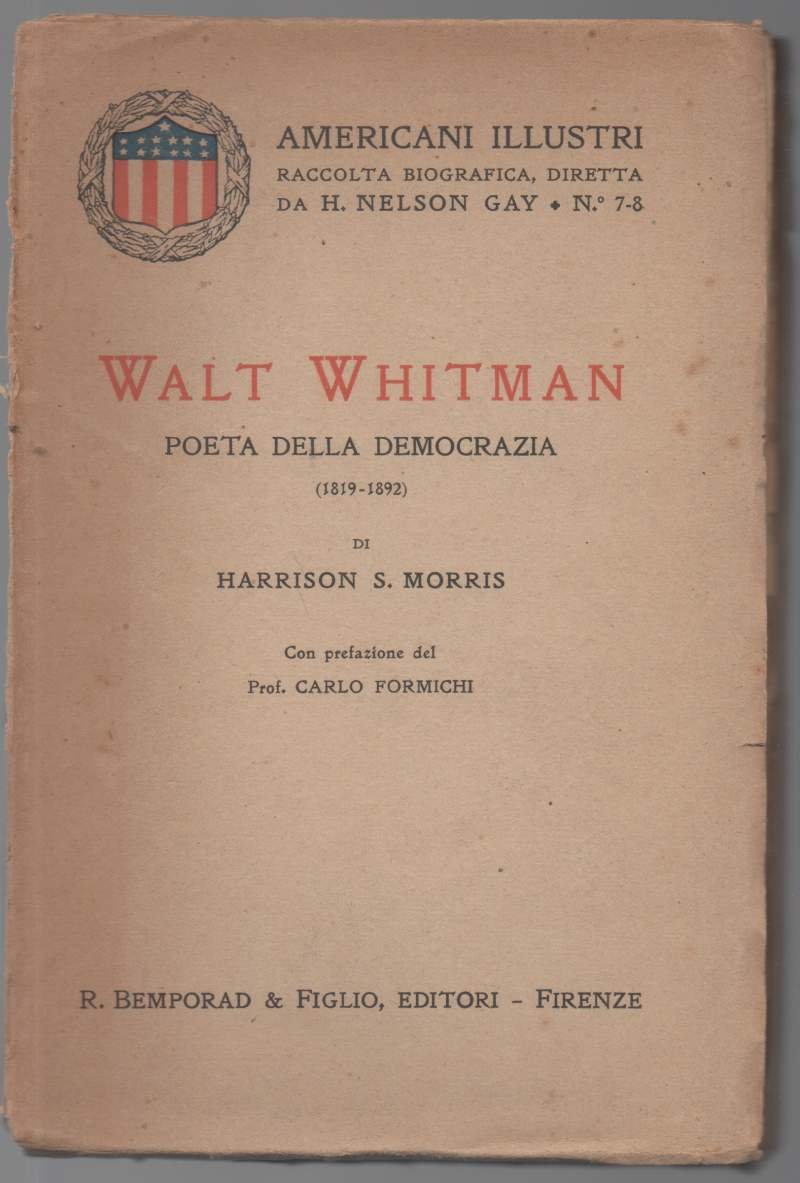 AMERICANI ILLUSTRI
RACCOLTA BIOGRAFICA, DIRETTA
DA H. NELSON GAY ⬥ N.º 7-8
WALT WHITMAN
POETA DELLA DEMOCRAZIA
(1819-1892)
DI
HARRISON S. MORRIS
Con prefazione del
Prof. CARLO FORMICHI
R. BEMPORAD & FIGLIO, EDITORI - FIRENZE